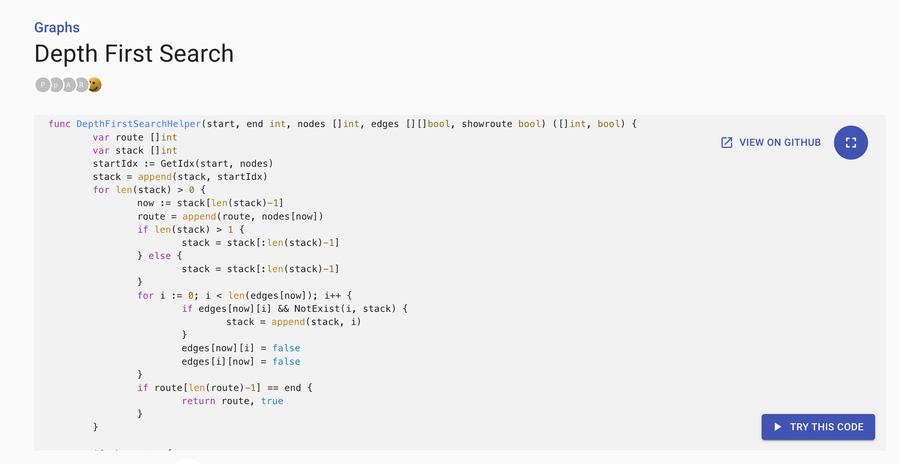 Graphs
Depth First Search
P p A R
func DepthFirstSearchHelper(start, end int, nodes []int, edges [][]bool, showroute bool) ([]int, bool) {
var route []int
var stack []int
startIdx := GetIdx(start, nodes)
stack = append(stack, startIdx)
for len(stack) > 0 {
now := stack[len(stack)-1]
route = append(route, nodes[now])
if len(stack) > 1 {
stack = stack[:len(stack)-1]
} else {
stack = stack[:len(stack)-1]
}
for i := 0; i < len(edges[now]); i++ {
if edges[now][i] && NotExist(i, stack) {
stack = append(stack, i)
}
edges[now][i] = false
edges[i][now] = false
}
if route[len(route)-1] == end {
return route, true
}
}
VIEW ON GITHUB
TRY THIS CODE